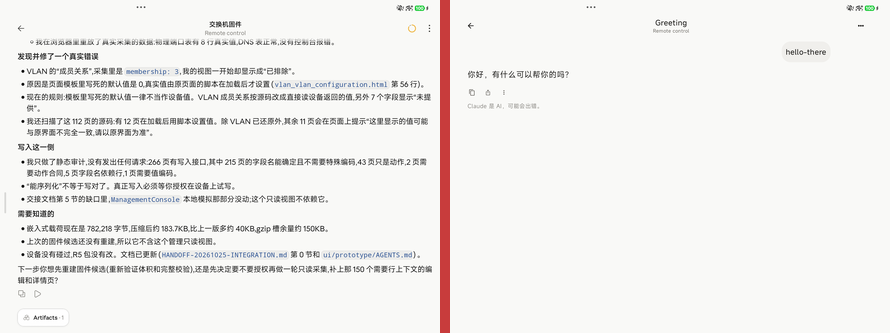 交换机固件
Remote control
我在浏览器里重放了真实采集的数据:物理端口表有 8 行真实值,DNS 表正常,没有控制台报错。
发现并修了一个真实错误
VLAN 的“成员关系”,采集里是 membership: 3,我的视图一开始却显示成“已排除”。
原因是页面模板里写死的默认值是 0,真实值由原页面的脚本在加载后才设置(vlan_vlan_configuration.html 第 56 行)。
现在的规则:模板里写死的默认值一律不当作设备值。VLAN 成员关系按源码改成直接读设备返回的值,另外 7 个字段显示“未提
供”。
我还扫描了这 112 页的源码:有 12 页在加载后用脚本设置值。除 VLAN 已还原外,其余 11 页会在页面上提示“这里显示的值可能
与原界面不完全一致,请以原界面为准”。
写入这一侧
我只做了静态审计,没有发出任何请求:266 页有写入接口,其中 215 页的字段名能确定且不需要特殊编码,43 页只是动作,2 页需
要动作合同,5 页字段名依赖行,1 页需要值编码。
“能序列化”不等于写对了。真正写入必须等你授权在设备上试写。
交接文档第 5 节的缺口里,ManagementConsole 本地模拟那部分没动;这个只读视图不依赖它。
需要知道的
嵌入式载荷现在是 782,218 字节,压缩后约 183.7KB,比上一版多约 40KB,gzip 槽余量约 150KB。
上次的固件候选还没有重建,所以它不含这个管理只读视图。
设备没有碰过,R5 包没有改。文档已更新(HANDOFF-20261025-INTEGRATION.md 第 0 节和 ui/prototype/AGENTS.md)。
下一步你想先重建固件候选(重新验证体积和完整校验),还是先决定要不要授权再做一轮只读采集,补上那 150 个需要行上下文的编
辑和详情页?
Artifacts · 1
100
Greeting
Remote control
hello-there
你好，有什么可以帮你的吗?
Claude 是 AI，可能会出错。
100